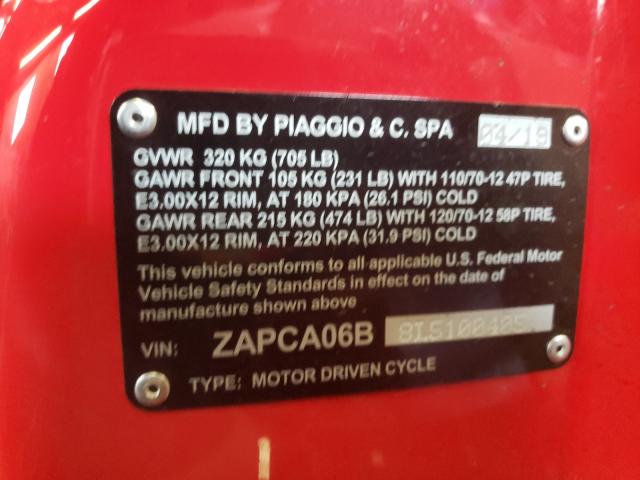 MFD BY PIAGGIO & C. SPA 04/19
GVWR 320 KG (705 LB)
GAWR FRONT 105 KG (231 LB) WITH 110/70-12 47P TIRE,
E3.00X12 RIM, AT 180 KPA (26.1 PSI) COLD
GAWR REAR 215 KG (474 LB) WITH 120/70-12 58P TIRE,
E3.00X12 RIM, AT 220 KPA (31.9 PSI) COLD
This vehicle conforms to all applicable U.S. Federal Motor
Vehicle Safety Standards in effect on the date of
manufacture shown above
VIN: ZAPCA06B
TYPE: MOTOR DRIVEN CYCLE